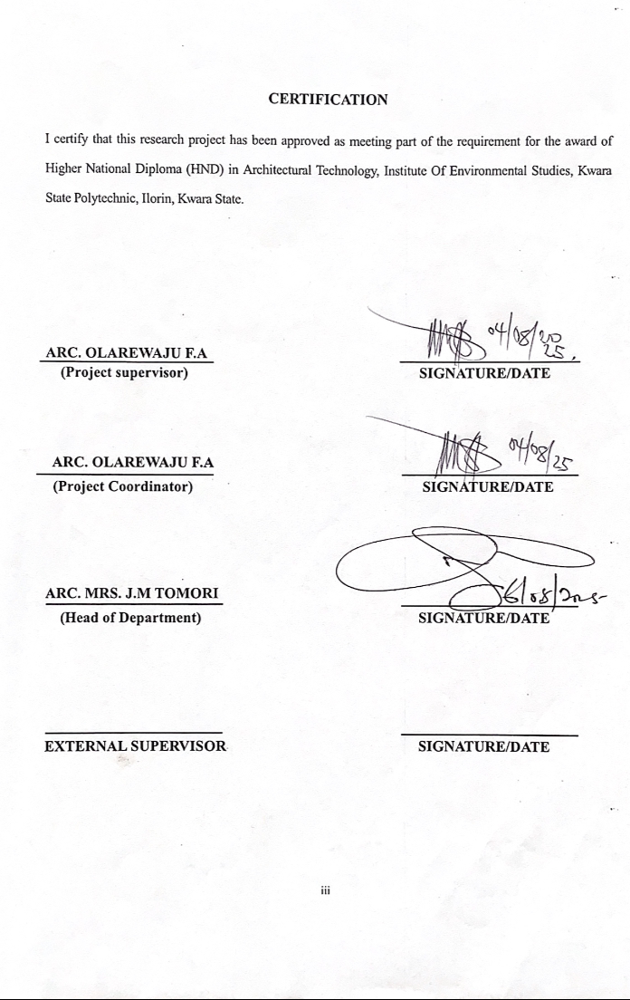 CERTIFICATION
I certify that this research project has been approved as meeting part of the requirement for the award of
Higher National Diploma (HND) in Architectural Technology, Institute Of Environmental Studies, Kwara
State Polytechnic, Ilorin, Kwara State.
04/08/20
25.
ARC. OLAREWAJU F.A
(Project supervisor)
SIGNATURE/DATE
04/08/25
ARC. OLAREWAJU F.A
(Project Coordinator)
SIGNATURE/DATE
6/08/2025
ARC. MRS. J.M TOMORI
(Head of Department)
SIGNATURE/DATE
EXTERNAL SUPERVISOR
SIGNATURE/DATE
iii